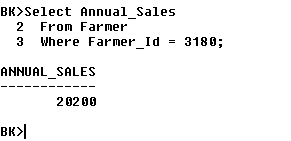 BK>Select Annual_Sales
2 From Farmer
3 Where Farmer_Id = 3180;
ANNUAL_SALES
------------
20200
BK>